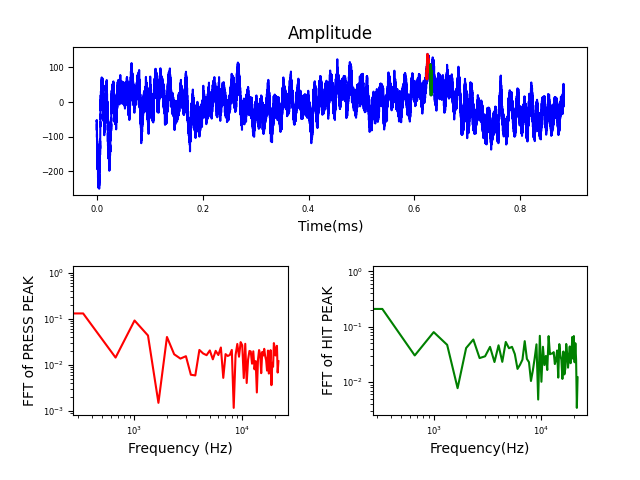 Amplitude
100
0
−100
−200
0.0 0.2 0.4 0.6 0.8
Time(ms)
FFT of PRESS PEAK
10⁰
10⁻¹
10⁻²
10⁻³
10³ 10⁴
Frequency (Hz)
FFT of HIT PEAK
10⁰
10⁻¹
10⁻²
10³ 10⁴
Frequency(Hz)